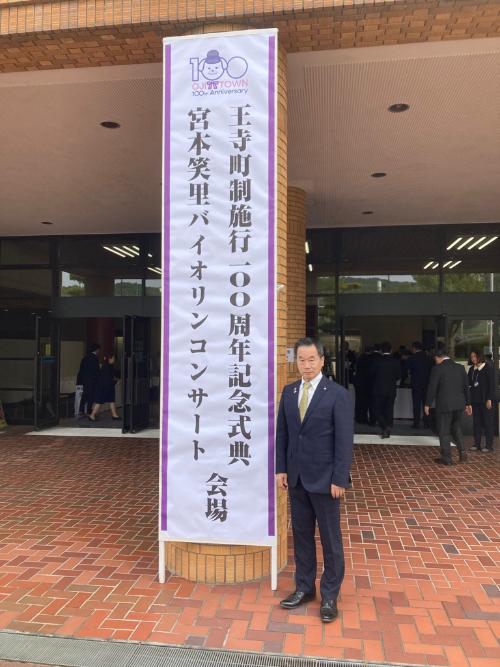 100
OJI TOWN
100th Anniversary
王寺町制施行一〇〇周年記念式典
宮本笑里バイオリンコンサート
会場